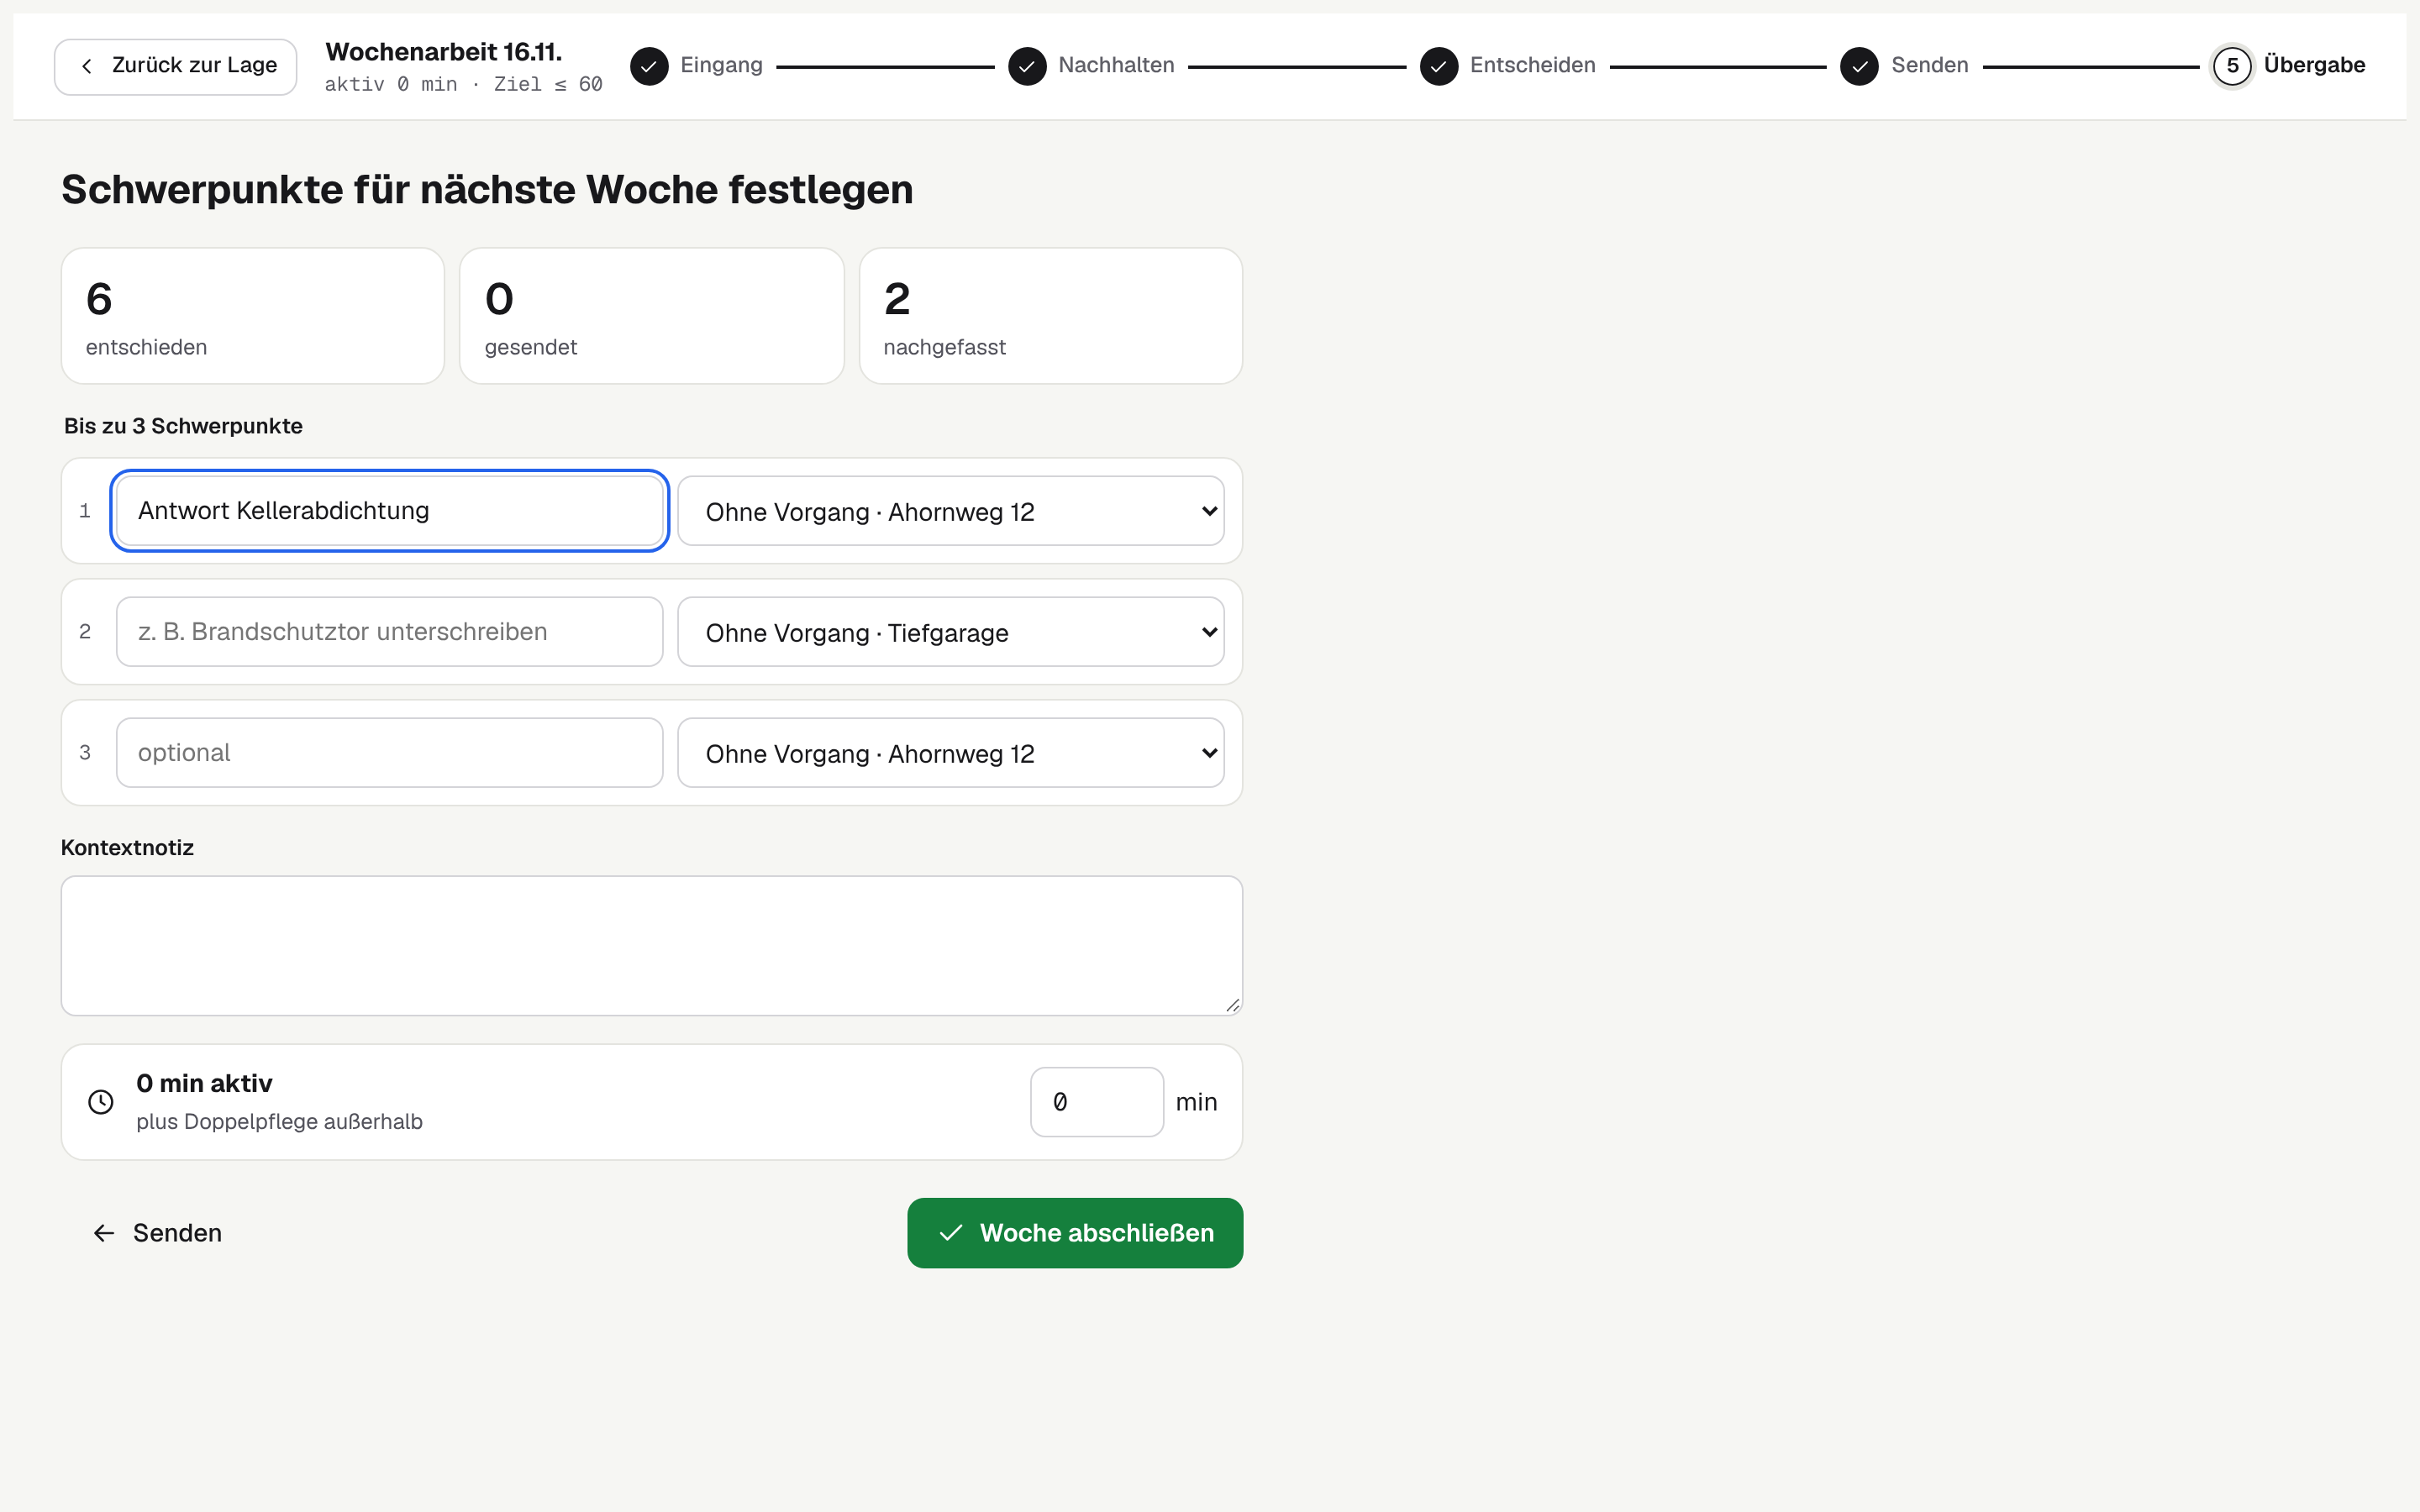 Zurück zur Lage
Wochenarbeit 16.11.
aktiv 0 min · Ziel ≤ 60
Eingang
Nachhalten
Entscheiden
Senden
5 Übergabe
Schwerpunkte für nächste Woche festlegen
6
entschieden
0
gesendet
2
nachgefasst
Bis zu 3 Schwerpunkte
1 Antwort Kellerabdichtung Ohne Vorgang · Ahornweg 12
2 z. B. Brandschutztor unterschreiben Ohne Vorgang · Tiefgarage
3 optional Ohne Vorgang · Ahornweg 12
Kontextnotiz
0 min aktiv
plus Doppelpflege außerhalb
0 min
Senden
Woche abschließen